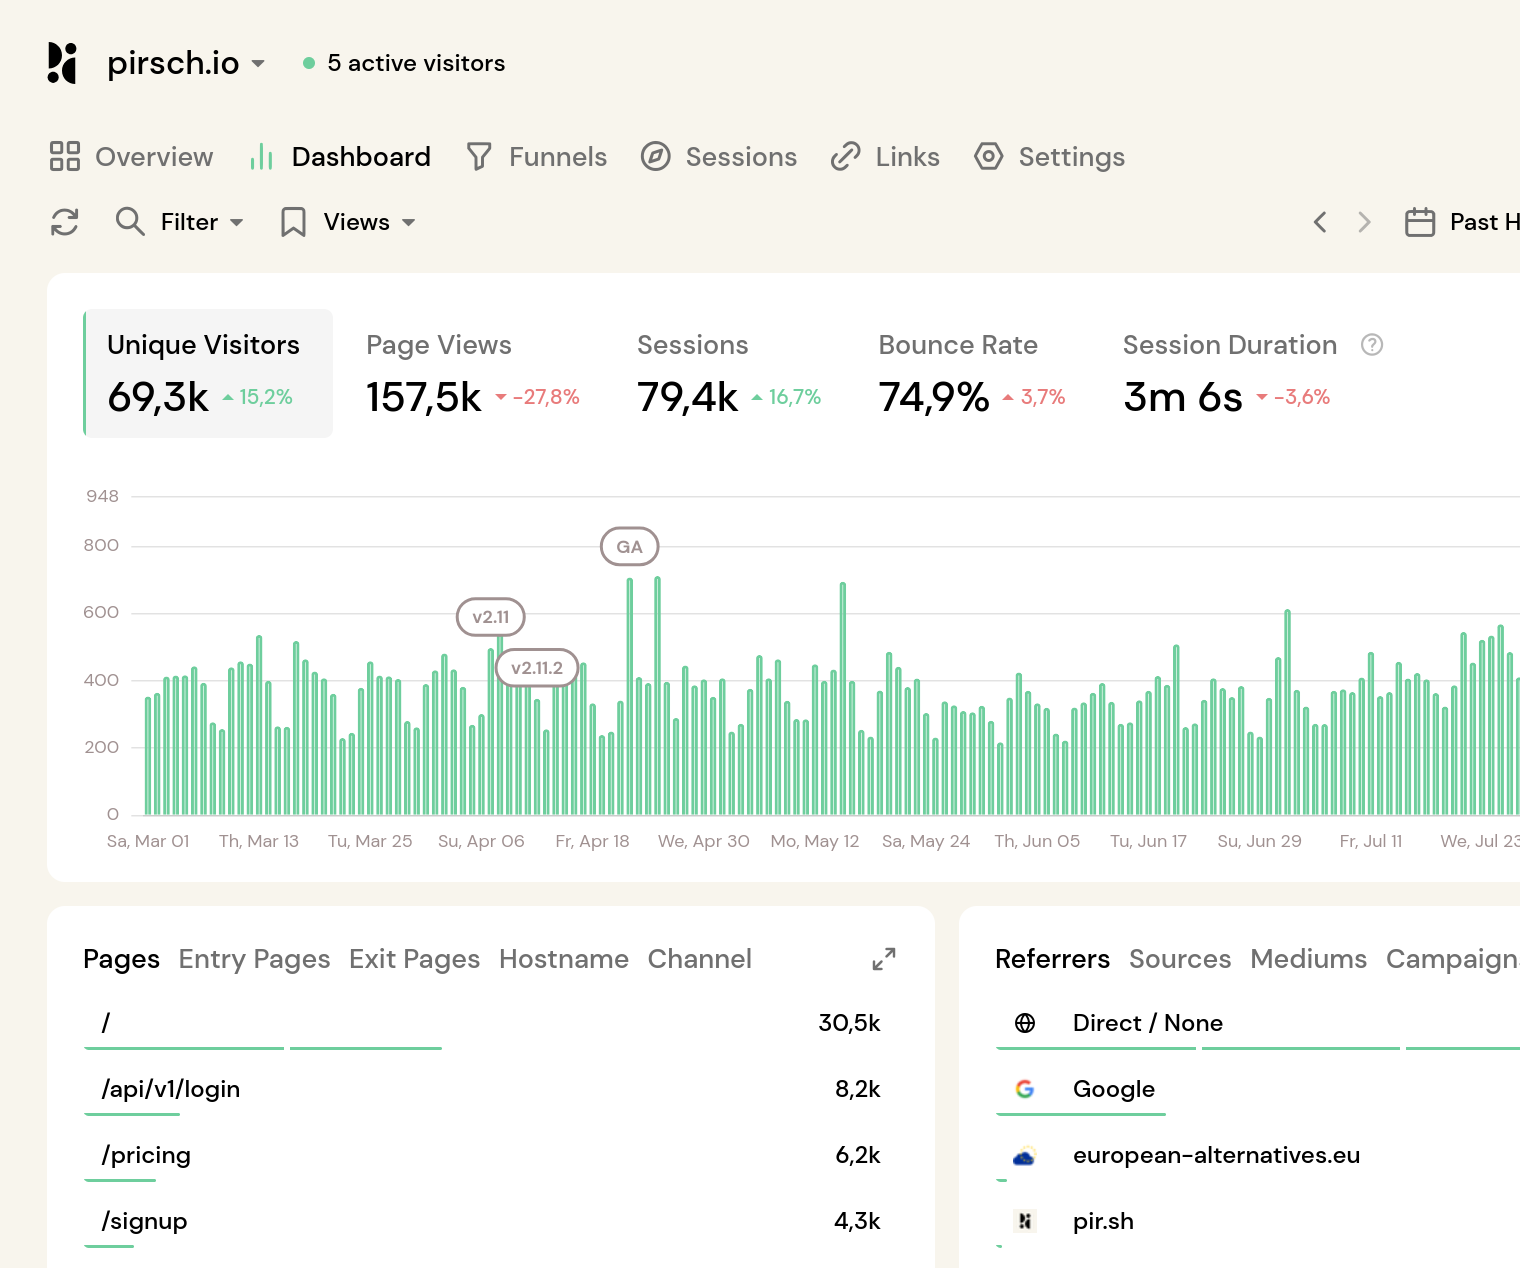 pirsch.io 5 active visitors
Overview Dashboard Funnels Sessions Links Settings
Filter Views Past H
Unique Visitors Page Views Sessions Bounce Rate Session Duration ?
69,3k 15,2% 157,5k -27,8% 79,4k 16,7% 74,9% 3,7% 3m 6s -3,6%
948
800
GA
600
v2.11
v2.11.2
400
200
0
Sa, Mar 01 Th, Mar 13 Tu, Mar 25 Su, Apr 06 Fr, Apr 18 We, Apr 30 Mo, May 12 Sa, May 24 Th, Jun 05 Tu, Jun 17 Su, Jun 29 Fr, Jul 11 We, Jul 23
Pages Entry Pages Exit Pages Hostname Channel
/ 30,5k
/api/v1/login 8,2k
/pricing 6,2k
/signup 4,3k
Referrers Sources Mediums Campaigns
Direct / None
Google
european-alternatives.eu
pir.sh